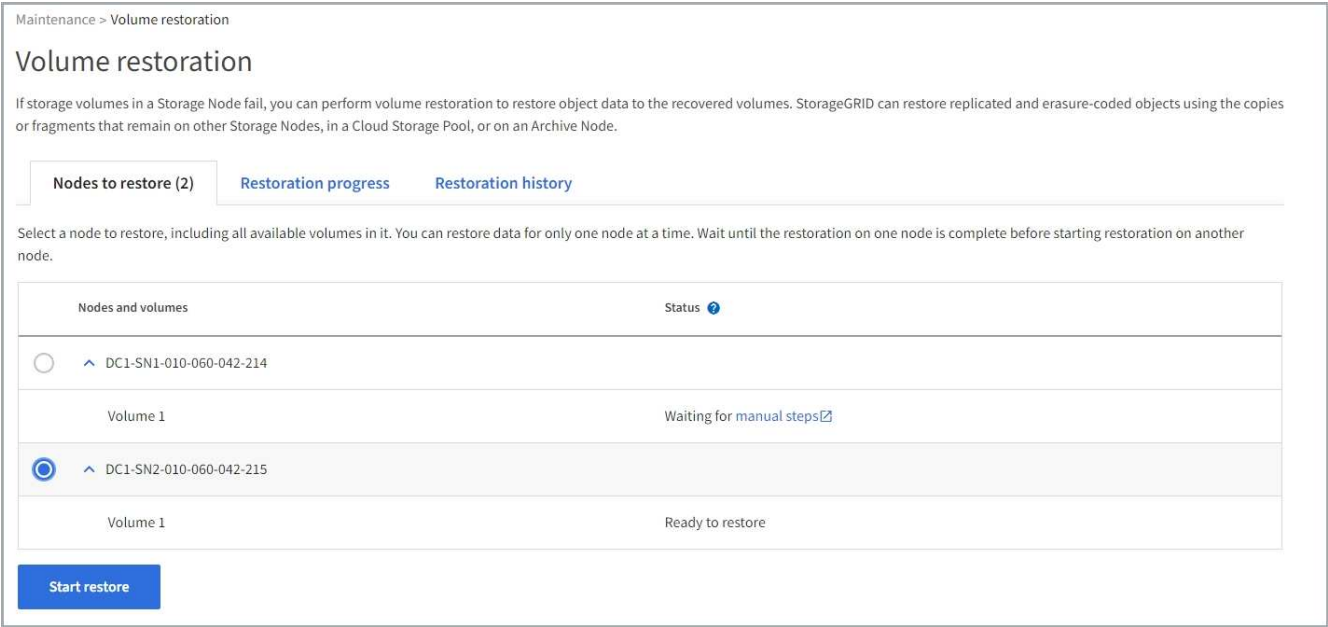 Maintenance > Volume restoration
Volume restoration
If storage volumes in a Storage Node fail, you can perform volume restoration to restore object data to the recovered volumes. StorageGRID can restore replicated and erasure-coded objects using the copies
or fragments that remain on other Storage Nodes, in a Cloud Storage Pool, or on an Archive Node.
Nodes to restore (2) Restoration progress Restoration history
Select a node to restore, including all available volumes in it. You can restore data for only one node at a time. Wait until the restoration on one node is complete before starting restoration on another
node.
Nodes and volumes Status ?
DC1-SN1-010-060-042-214
Volume 1 Waiting for manual steps
DC1-SN2-010-060-042-215
Volume 1 Ready to restore
Start restore